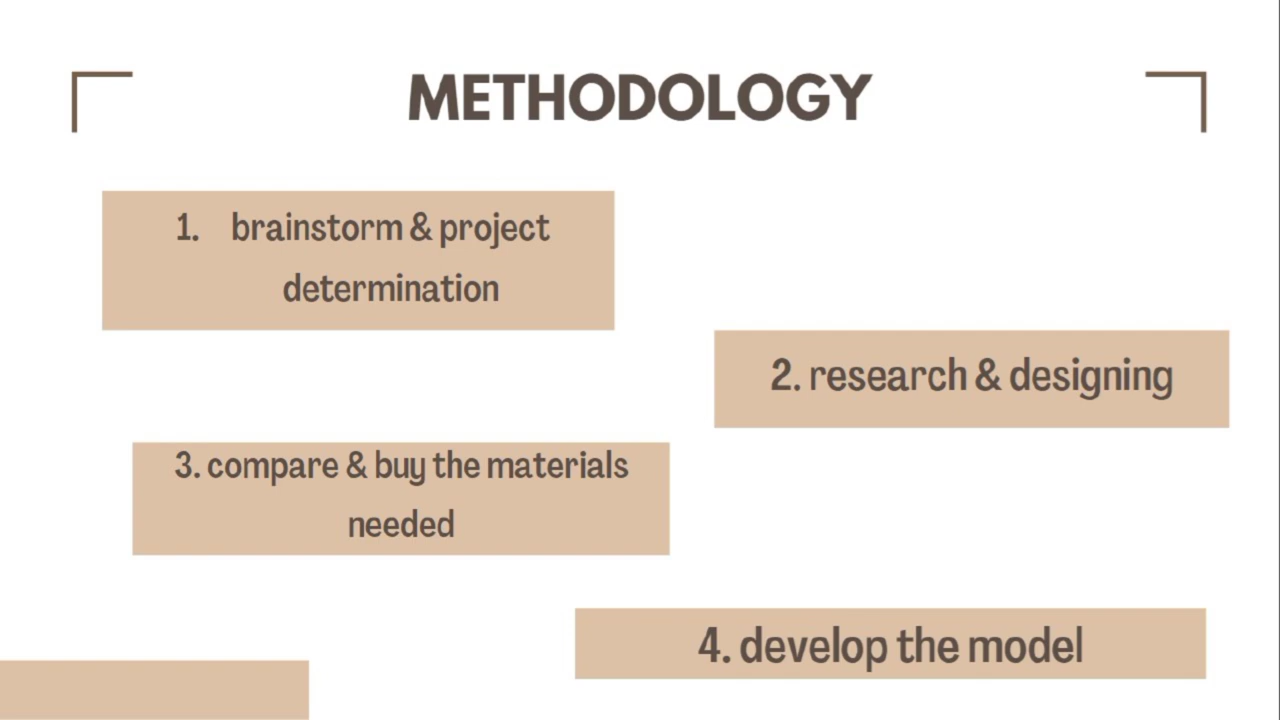 METHODOLOGY
1. brainstorm & project
determination
2. research & designing
3. compare & buy the materials
needed
4. develop the model